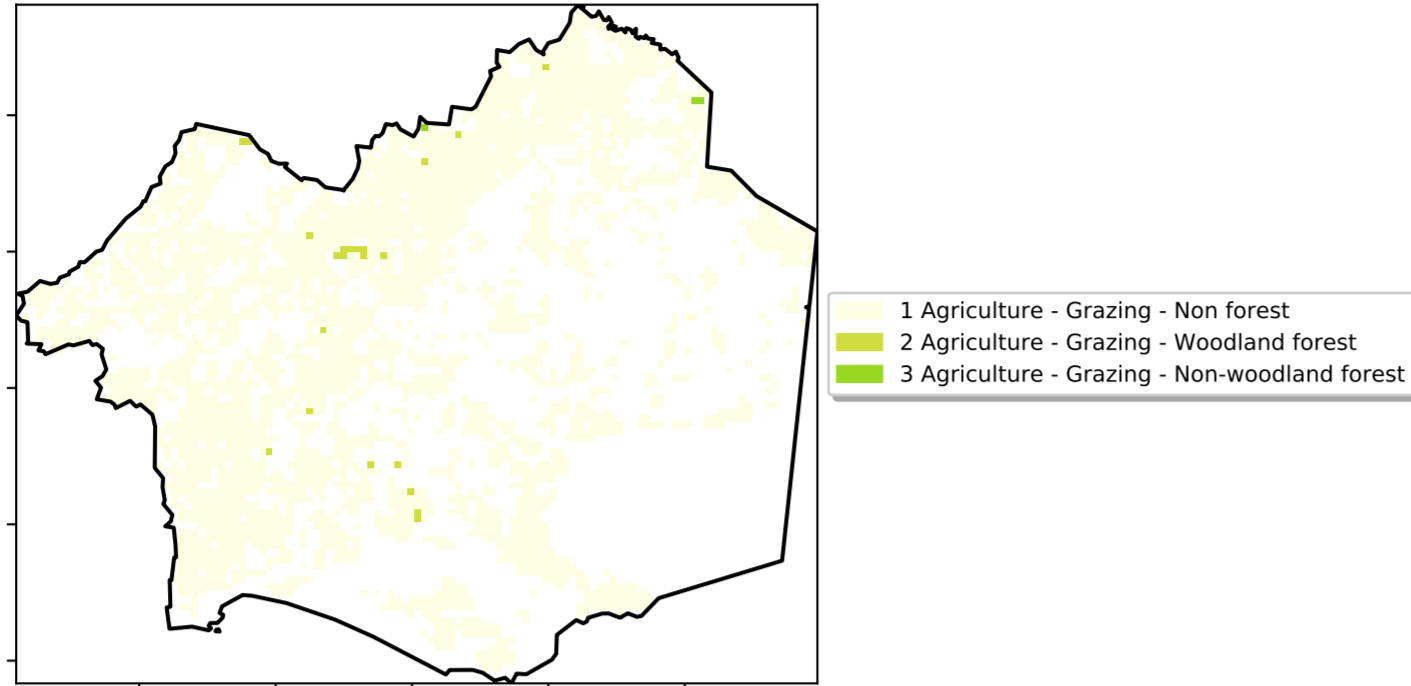 1 Agriculture - Grazing - Non forest
2 Agriculture - Grazing - Woodland forest
3 Agriculture - Grazing - Non-woodland forest